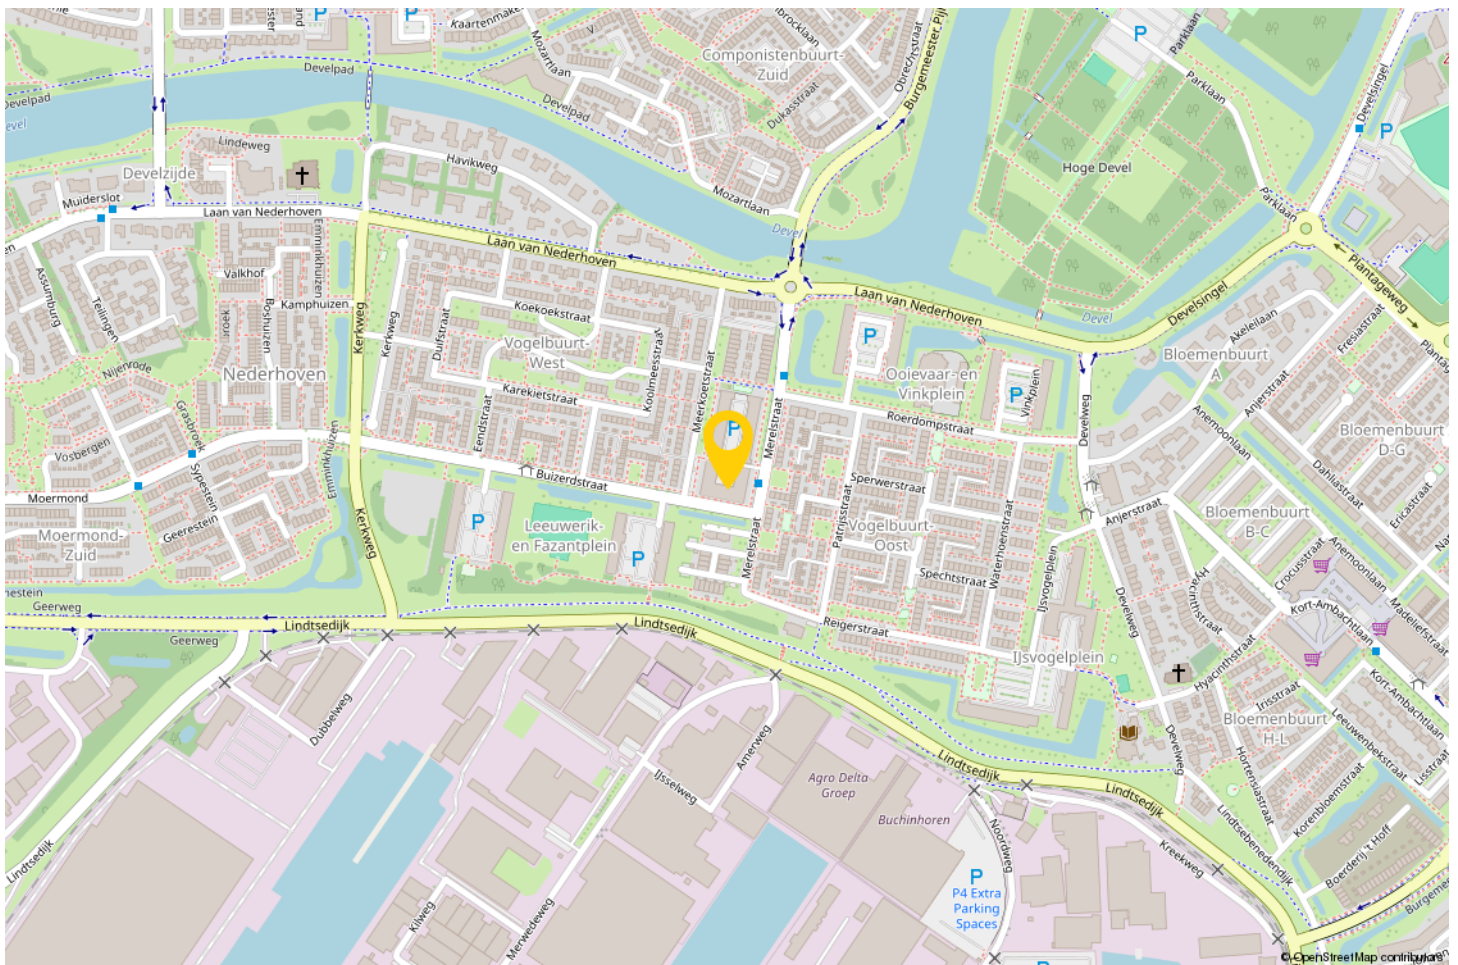 P
P
Kaartenmake
Mozartlaan
Componistenbuurt-
Zuid
Dukasstraat
Obrechtstraat
Burgemeester Pij
P
Parklaan
Parklaan
Develsingel
P
Develpad
Develpad
Develpad
Devel
Lindeweg
Develzijde
Muiderslot
Havikweg
Mozartlaan
Hoge Devel
Parklaan
Laan van Nederhoven
Laan van Nederhoven
Laan van Nederhoven
Devel
Devel
Develsingel
Plantageweg
Assumburg
Teilingen
Valkhof
Kamphuizen
Emminkhuizen
Boshuizen
Kerkweg
Kerkweg
Duifstraat
Koekoekstraat
Vogelbuurt-
West
Koolmeesstraat
Meerkoetstraat
P
Ooievaar- en
Vinkplein
P
Vinkplein
Akeleilaan
Fresiastraat
Bloemenbuurt
A
Nijenrode
Nederhoven
Grasbroek
Vosbergen
Karekietstraat
Eendstraat
P
Merelstraat
Roerdompstraat
Develweg
Anjerstraat
Anemoonlaan
Bloemenbuurt
D-G
Dahliastraat
Ericastraat
Moermond
Sypestein
Geerestein
Moermond-
Zuid
Emminkhuizen
Kerkweg
Buizerdstraat
P
Leeuwerik-
en Fazantplein
P
Merelstraat
Sperwerstraat
Patrijsstraat
Vogelbuurt-
Oost
Waterhoenstraat
Spechtstraat
IJsvogelplein
Anjerstraat
Bloemenbuurt
B-C
Crocusstraat
Anemoonlaan
Hyacinthstraat
Kort-Ambachtlaan
Madeliefstraat
Geerweg
Geerweg
Lindtsedijk
Lindtsedijk
Reigerstraat
IJsvogelplein
Develweg
Hyacinthstraat
Irisstraat
Kort-Ambachtlaan
Bloemenbuurt
H-L
Leeuwenbekstraat
Lisstraat
Dubbelweg
Amerweg
IJsselweg
Agro Delta
Groep
Buchinhoren
Lindtsedijk
Lindtsedijk
Develweg
Hortensiastraat
Korenbloemstraat
Lindtsebenedendijk
Boerderij 't Hoff
Lindtsedijk
Kilweg
Merwedeweg
Noordweg
Kreekweg
P
P4 Extra
Parking
Spaces
P
Burgemee
© OpenStreetMap contributors